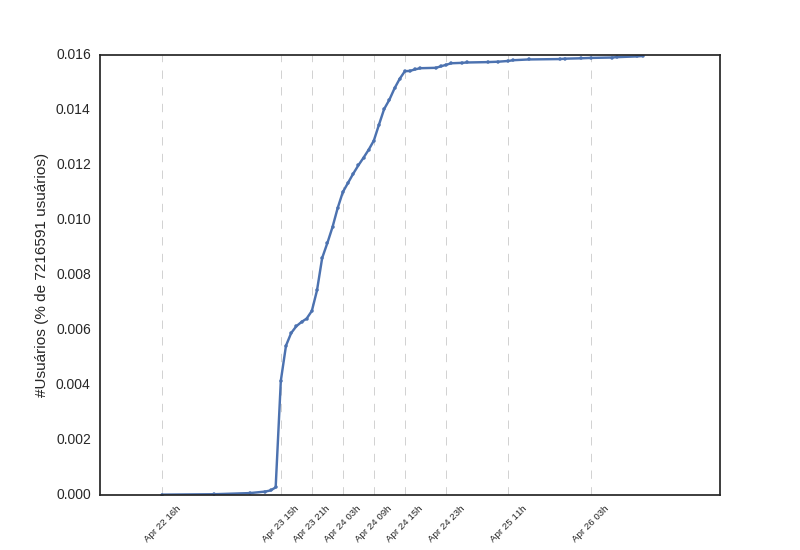 0.016
0.014
0.012
0.010
0.008
0.006
0.004
0.002
0.000
#Usuários (% de 7216591 usuários)
Apr 22 16h
Apr 23 15h
Apr 23 21h
Apr 24 03h
Apr 24 09h
Apr 24 15h
Apr 24 23h
Apr 25 11h
Apr 26 03h